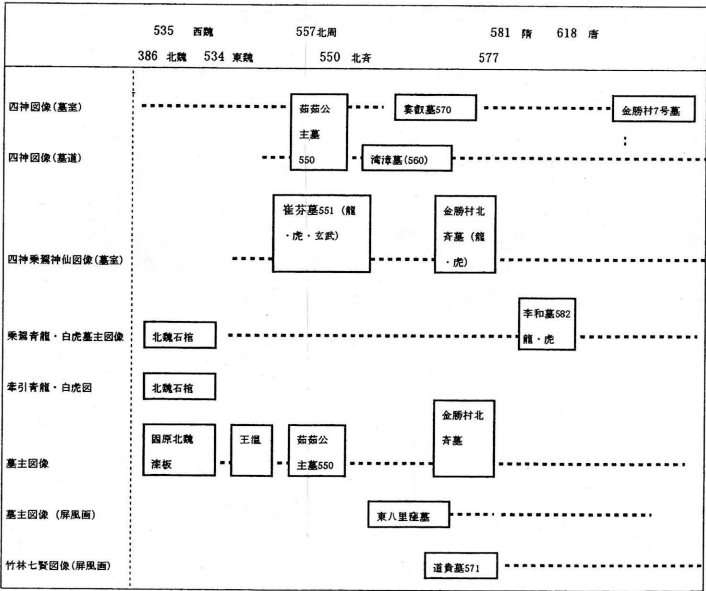 535 西魏 557北周 581 隋 618 唐
386 北魏 534 東魏 550 北斉 577
四神図像(墓室)
茹茹公
主墓
550
婁叡墓570
金勝村7号墓
四神図像(墓道)
湾漳墓(560)
四神乗駕神仙図像(墓室)
崔芬墓551 (龍
・虎・玄武)
金勝村北
斉墓 (龍
・虎)
乗駕青龍・白虎墓主図像
北魏石棺
李和墓582
龍・虎
牽引青龍・白虎図
北魏石棺
墓主図像
固原北魏
漆板
王温
茹茹公
主墓550
金勝村北
斉墓
墓主図像 (屏風画)
東八里窪墓
竹林七賢図像(屏風画)
道貴墓571